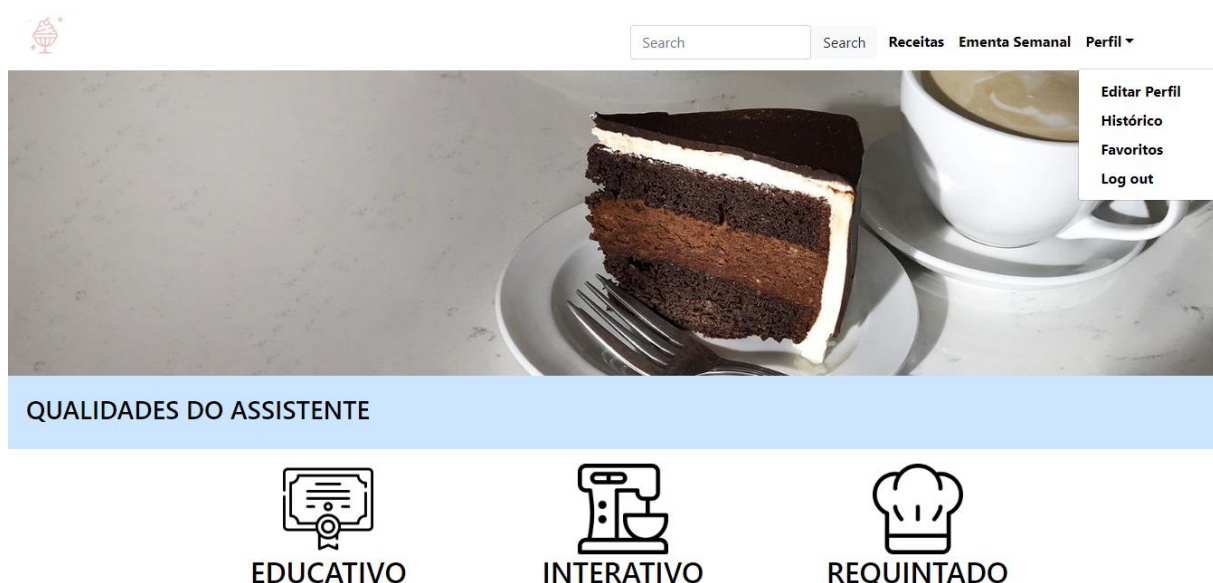 Search Search Receitas Ementa Semanal Perfil
Editar Perfil
Histórico
Favoritos
Log out
QUALIDADES DO ASSISTENTE
EDUCATIVO INTERATIVO REQUINTADO